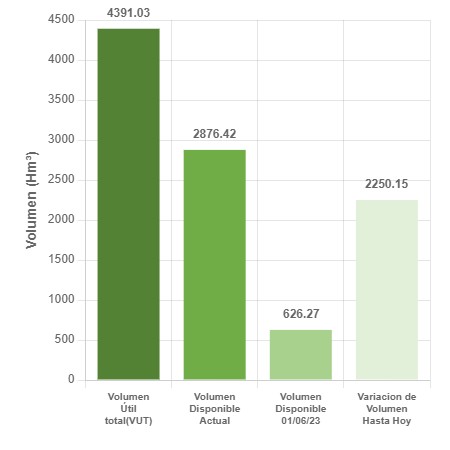 4391.03
4500
4000
3500
2876.42
3000
2500
2250.15
2000
1500
1000
626.27
500
0
Volumen (Hm³)
Volumen
Útil
total(VUT)
Volumen
Disponible
Actual
Volumen
Disponible
01/06/23
Variacion de
Volumen
Hasta Hoy